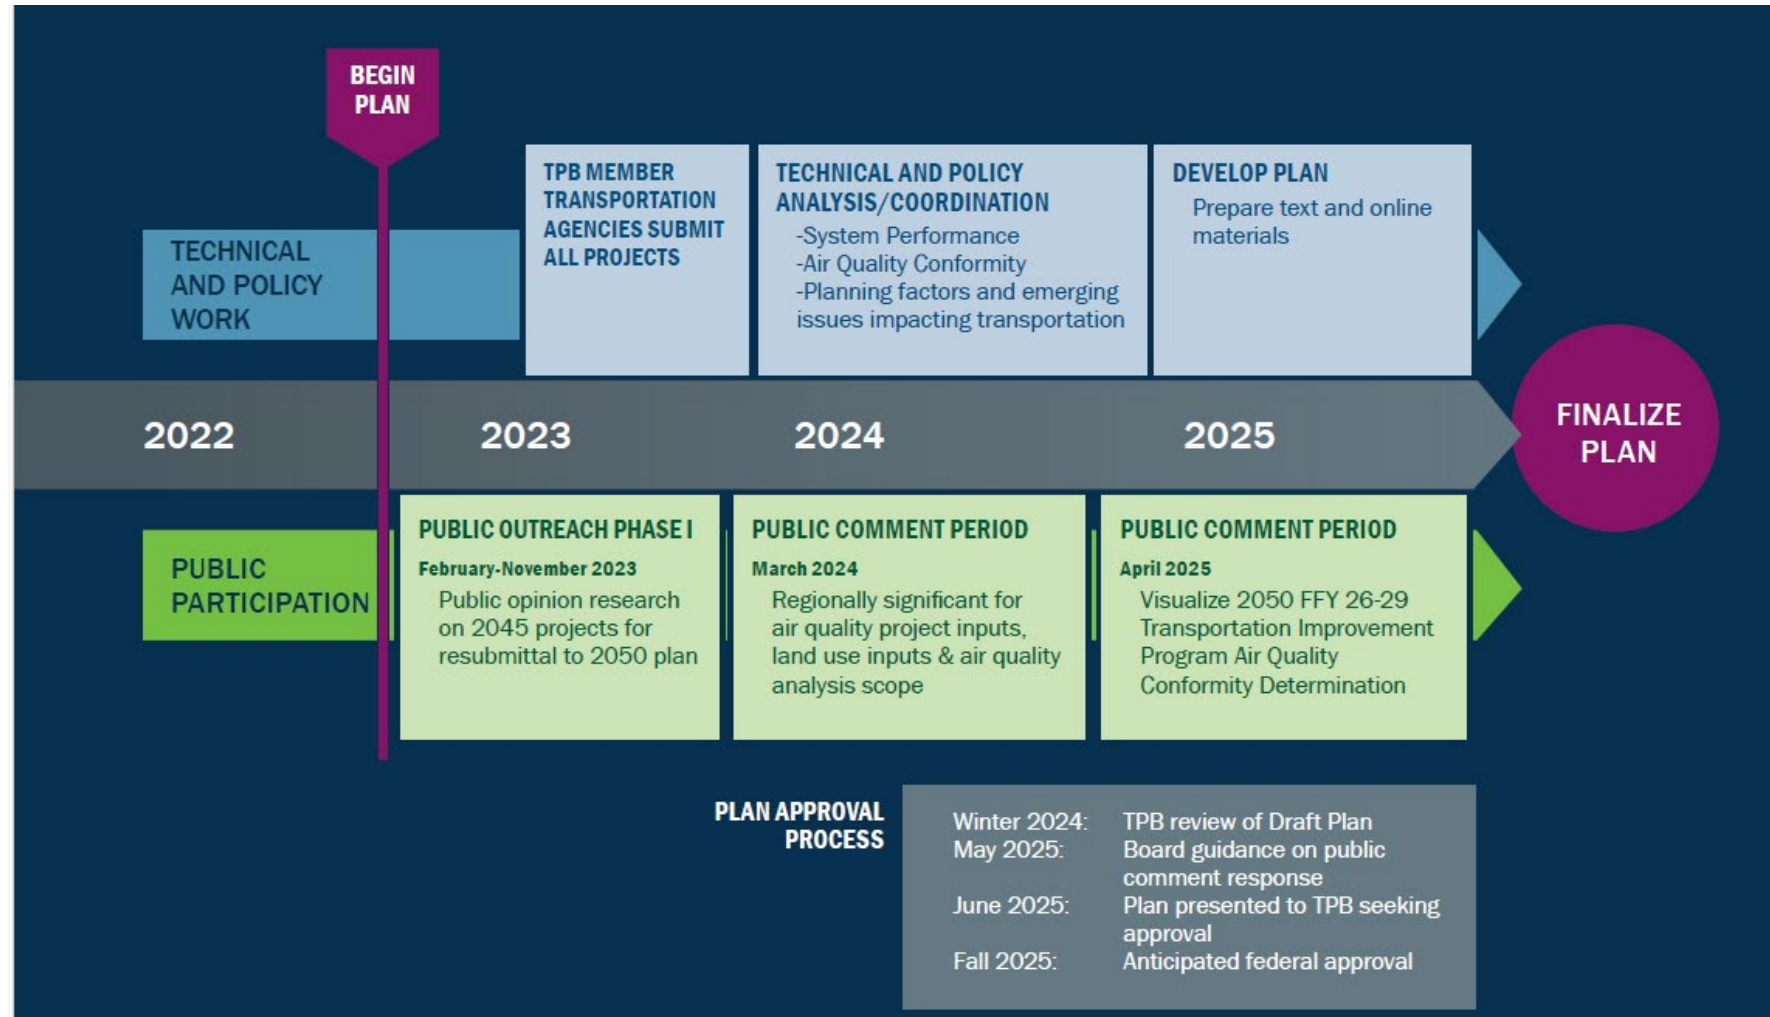 BEGIN
PLAN
TECHNICAL
AND POLICY
WORK
TPB MEMBER
TRANSPORTATION
AGENCIES SUBMIT
ALL PROJECTS
TECHNICAL AND POLICY
ANALYSIS/COORDINATION
-System Performance
-Air Quality Conformity
-Planning factors and emerging
issues impacting transportation
DEVELOP PLAN
Prepare text and online
materials
2022
2023
2024
2025
FINALIZE
PLAN
PUBLIC
PARTICIPATION
PUBLIC OUTREACH PHASE I
February-November 2023
Public opinion research
on 2045 projects for
resubmittal to 2050 plan
PUBLIC COMMENT PERIOD
March 2024
Regionally significant for
air quality project inputs,
land use inputs & air quality
analysis scope
PUBLIC COMMENT PERIOD
April 2025
Visualize 2050 FFY 26-29
Transportation Improvement
Program Air Quality
Conformity Determination
PLAN APPROVAL
PROCESS
Winter 2024: TPB review of Draft Plan
May 2025: Board guidance on public
comment response
June 2025: Plan presented to TPB seeking
approval
Fall 2025: Anticipated federal approval